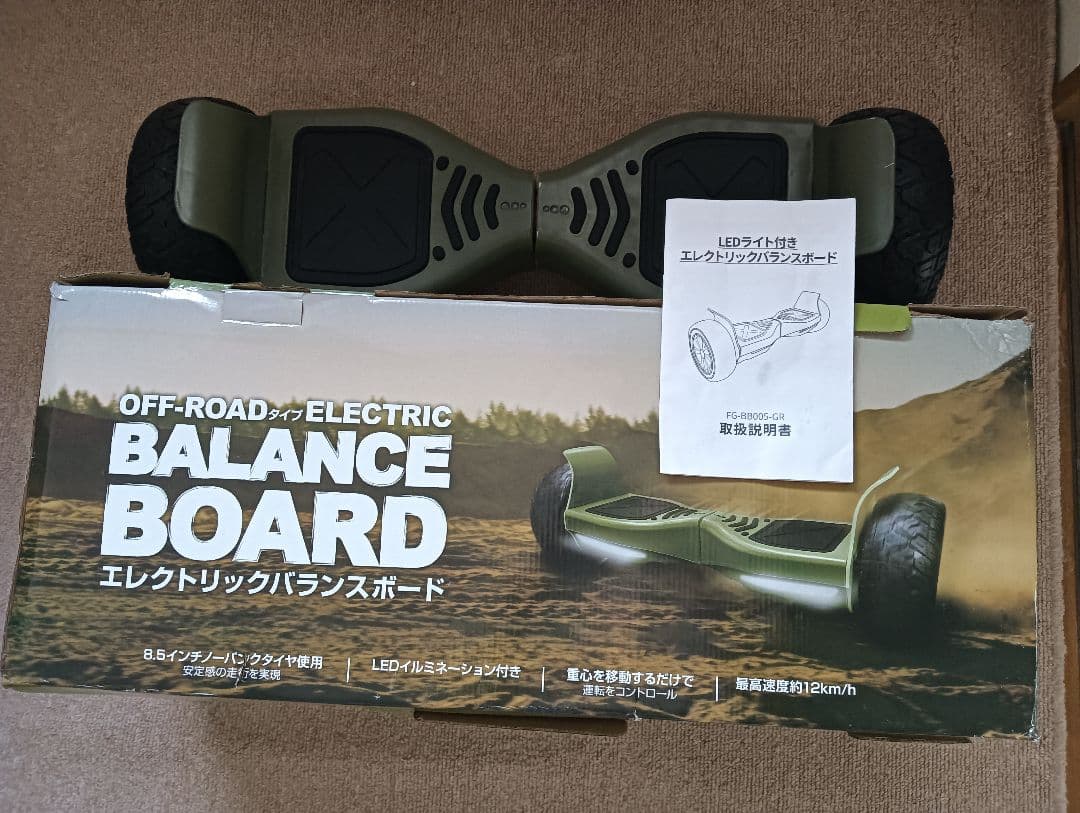 LEDライト付き
エレクトリックバランスボード
FG-BB005-GR
取扱説明書
OFF-ROADタイプELECTRIC
BALANCE
BOARD
エレクトリックバランスボード
8.5インチノーパンクタイヤ使用
安定感の走行を実現
LEDイルミネーション付き
重心を移動するだけで
運転をコントロール
最高速度約12km/h